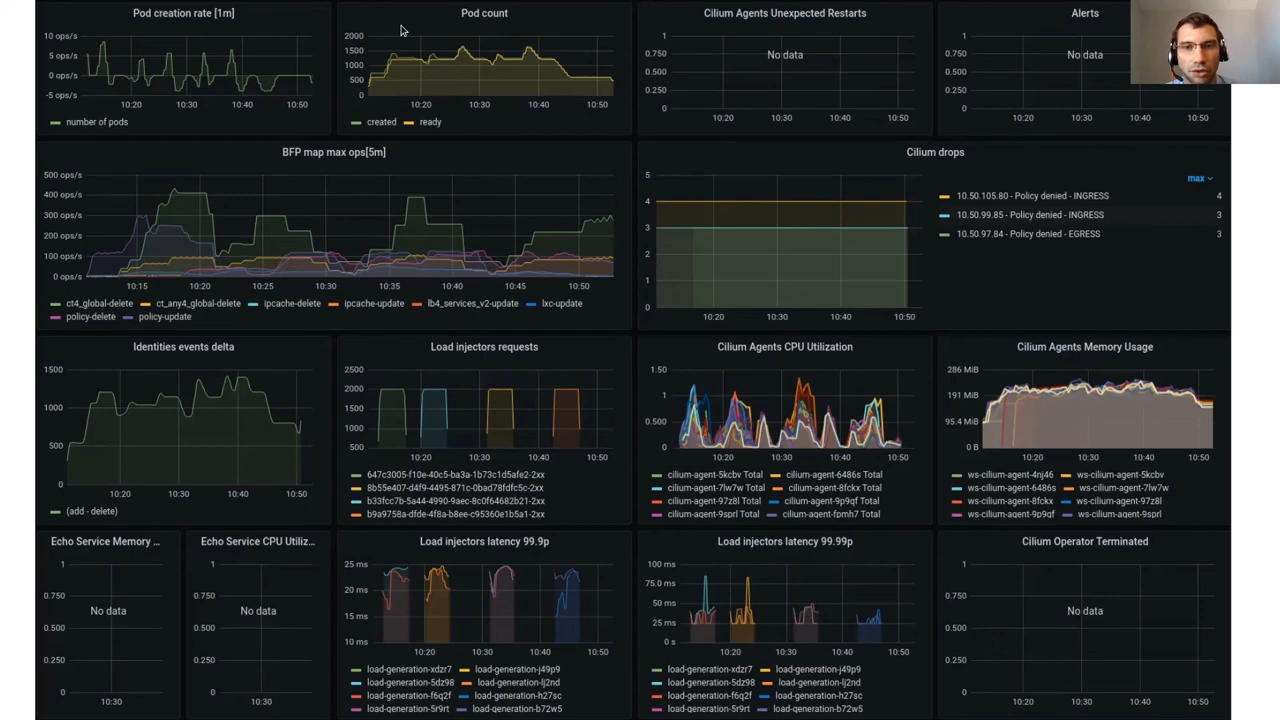 Pod creation rate [1m]
10 ops/s
5 ops/s
0 ops/s
-5 ops/s
10:20 10:30 10:40 10:50
number of pods
Pod count
2000
1500
1000
500
0
10:20 10:30 10:40 10:50
created ready
Cilium Agents Unexpected Restarts
1
0.750
0.500
0.250
0
No data
10:20 10:30 10:40 10:50
Alerts
1
0.750
0.500
0.250
0
No data
10:20 10:30 10:40 10:50
BFP map max ops[5m]
500 ops/s
400 ops/s
300 ops/s
200 ops/s
100 ops/s
0 ops/s
10:15 10:20 10:25 10:30 10:35 10:40 10:45 10:50
ct4_global-delete ct_any4_global-delete ipcache-delete ipcache-update lb4_services_v2-update lxc-update
policy-delete policy-update
Cilium drops
5
4
3
2
1
0
10:20 10:30 10:40 10:50
max
10.50.105.80 - Policy denied - INGRESS 4
10.50.99.85 - Policy denied - INGRESS 3
10.50.97.84 - Policy denied - EGRESS 3
Identities events delta
1500
1000
500
0
10:20 10:30 10:40 10:50
(add - delete)
Load injectors requests
2500
2000
1500
1000
500
10:20 10:30 10:40 10:50
647c3005-f10e-40c5-ba3a-1b73c1d5afe2-2xx
8b55e407-d4f9-4495-871c-0bad78fdfc5c-2xx
b33fcc7b-5a44-4990-9aec-8c0f64682b21-2xx
b9a9758a-dfde-4f8a-b8ee-c95360e1b5a1-2xx
Cilium Agents CPU Utilization
1.50
1
0.500
0
10:20 10:30 10:40 10:50
cilium-agent-5kcbv Total cilium-agent-6486s Total
cilium-agent-7lw7w Total cilium-agent-8fckx Total
cilium-agent-97z8l Total cilium-agent-9p9qf Total
cilium-agent-9sprl Total cilium-agent-fpmh7 Total
Cilium Agents Memory Usage
286 MiB
191 MiB
95.4 MiB
0 B
10:20 10:30 10:40 10:50
ws-cilium-agent-4nj46 ws-cilium-agent-5kcbv
ws-cilium-agent-6486s ws-cilium-agent-7lw7w
ws-cilium-agent-8fckx ws-cilium-agent-97z8l
ws-cilium-agent-9p9qf ws-cilium-agent-9sprl
Echo Service Memory ...
1
0.750
0.500
0.250
0
No data
10:30
Echo Service CPU Utiliz...
1
0.750
0.500
0.250
0
No data
10:30
Load injectors latency 99.9p
25 ms
20 ms
15 ms
10 ms
10:20 10:30 10:40 10:50
load-generation-xdzr7 load-generation-j49p9
load-generation-5dz98 load-generation-lj2nd
load-generation-f6q2f load-generation-h27sc
load-generation-5r9rt load-generation-b72w5
Load injectors latency 99.99p
100 ms
75.0 ms
50 ms
25 ms
0 s
10:20 10:30 10:40 10:50
load-generation-xdzr7 load-generation-j49p9
load-generation-5dz98 load-generation-lj2nd
load-generation-f6q2f load-generation-h27sc
load-generation-5r9rt load-generation-b72w5
Cilium Operator Terminated
1
0.750
0.500
0.250
0
No data
10:20 10:30 10:40 10:50